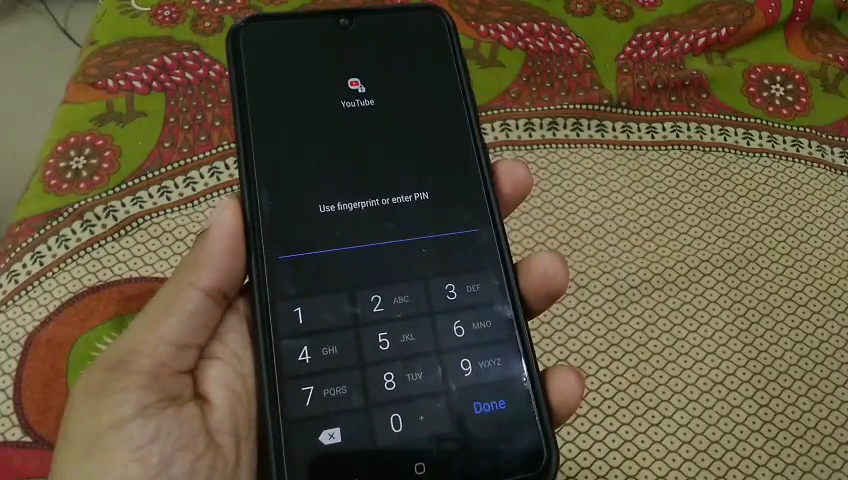 YouTube
Use fingerprint or enter PIN
1 2 ABC 3 DEF
4 GHI 5 JKL 6 MNO
7 PQRS 8 TUV 9 WXYZ
0 + Done